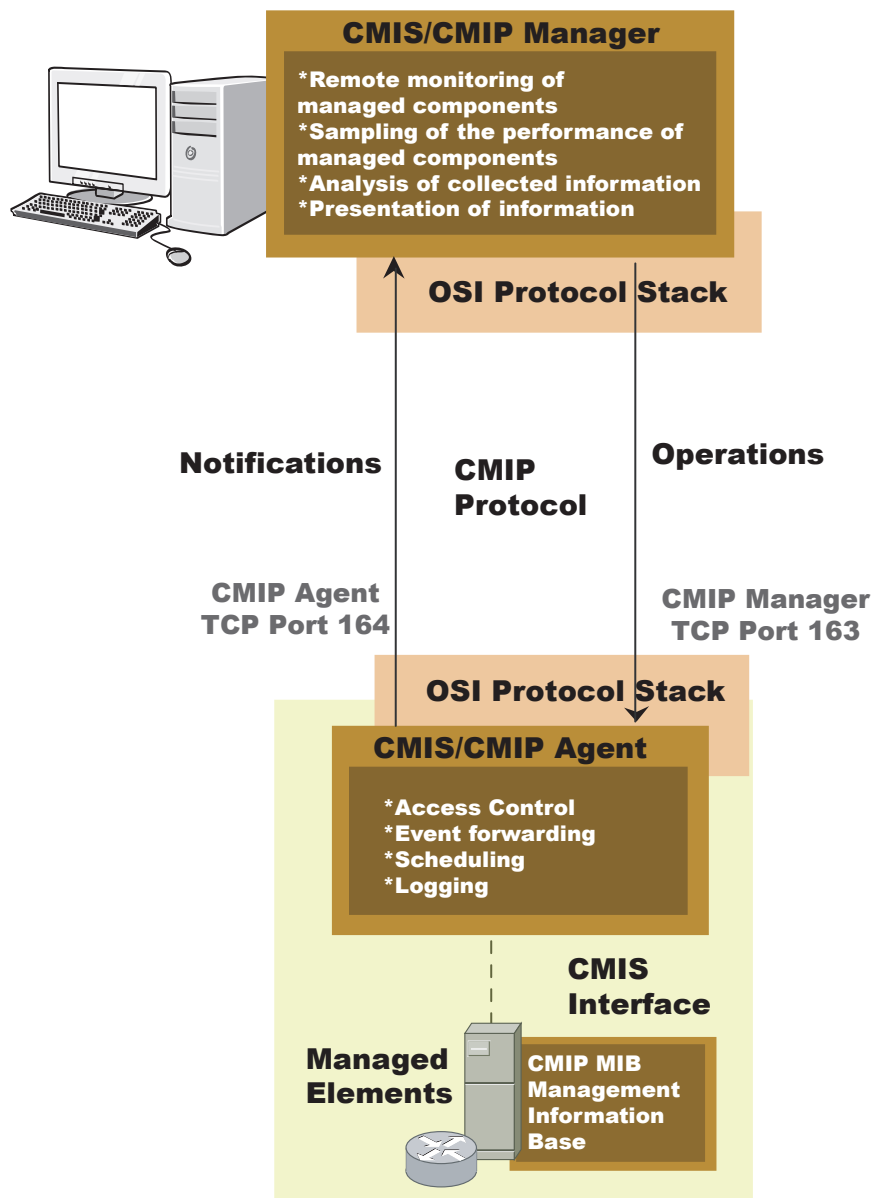 CMIS/CMIP Manager
*Remote monitoring of
managed components
*Sampling of the performance of
managed components
*Analysis of collected information
*Presentation of information
OSI Protocol Stack
Notifications
CMIP
Protocol
Operations
CMIP Agent
TCP Port 164
CMIP Manager
TCP Port 163
OSI Protocol Stack
CMIS/CMIP Agent
*Access Control
*Event forwarding
*Scheduling
*Logging
CMIS
Interface
Managed
Elements
CMIP MIB
Management
Information
Base